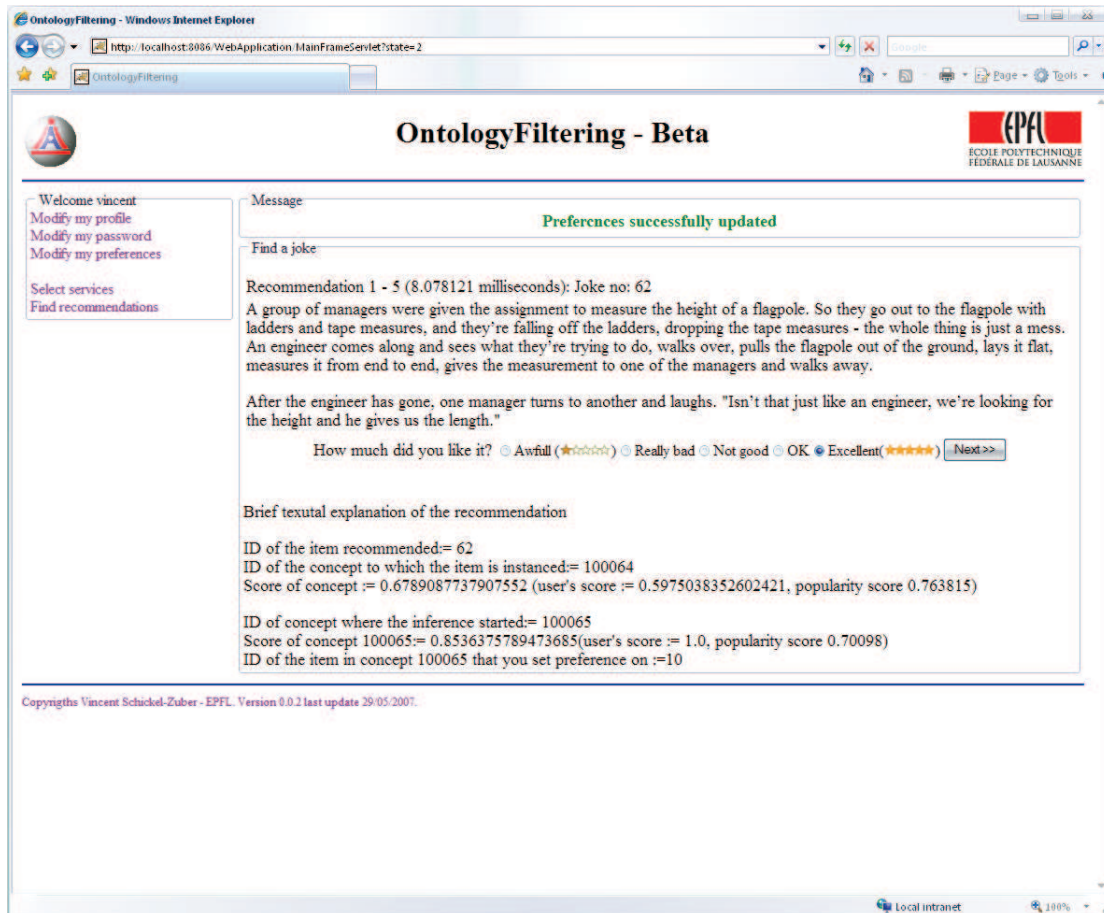 OntologyFiltering - Windows Internet Explorer
http://localhost:8086/WebApplication/MainFrameServlet?state=2
Google
OntologyFiltering
Page
Tools
OntologyFiltering - Beta
EPFL
ÉCOLE POLYTECHNIQUE
FÉDÉRALE DE LAUSANNE
Welcome vincent
Modify my profile
Modify my password
Modify my preferences
Select services
Find recommendations
Message
Preferences successfully updated
Find a joke
Recommendation 1 - 5 (8.078121 milliseconds): Joke no: 62
A group of managers were given the assignment to measure the height of a flagpole. So they go out to the flagpole with
ladders and tape measures, and they're falling off the ladders, dropping the tape measures - the whole thing is just a mess.
An engineer comes along and sees what they're trying to do, walks over, pulls the flagpole out of the ground, lays it flat,
measures it from end to end, gives the measurement to one of the managers and walks away.
After the engineer has gone, one manager turns to another and laughs. "Isn't that just like an engineer, we're looking for
the height and he gives us the length."
How much did you like it? Awfull ( ) Really bad Not good OK Excellent( ) Next>>
Brief texutal explanation of the recommendation
ID of the item recommended:= 62
ID of the concept to which the item is instanced:= 100064
Score of concept := 0.6789087737907552 (user's score := 0.5975038352602421, popularity score 0.763815)
ID of concept where the inference started:= 100065
Score of concept 100065:= 0.8536375789473685(user's score := 1.0, popularity score 0.70098)
ID of the item in concept 100065 that you set preference on :=10
Copyrigths Vincent Schickel-Zuber - EPFL. Version 0.0.2 last update 29/05/2007.
Local intranet
100%